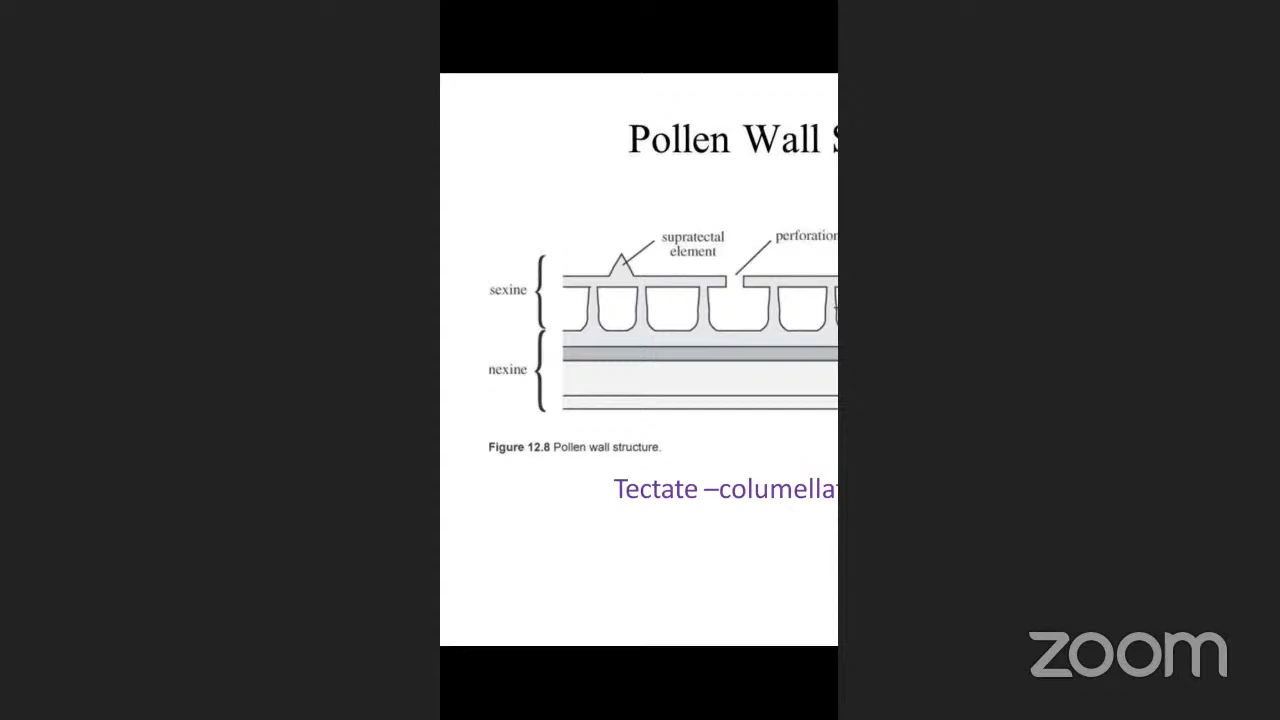 Pollen Wall
supratectal
element
perforation
sexine
nexine
Figure 12.8 Pollen wall structure.
Tectate –columella
zoom